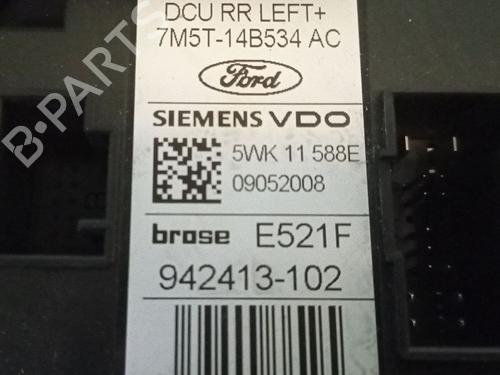 DCU RR LEFT+
7M5T-14B534 AC
Ford
SIEMENS VDO
5WK 11 588E
09052008
brose E521F
942413-102
B-PARTS